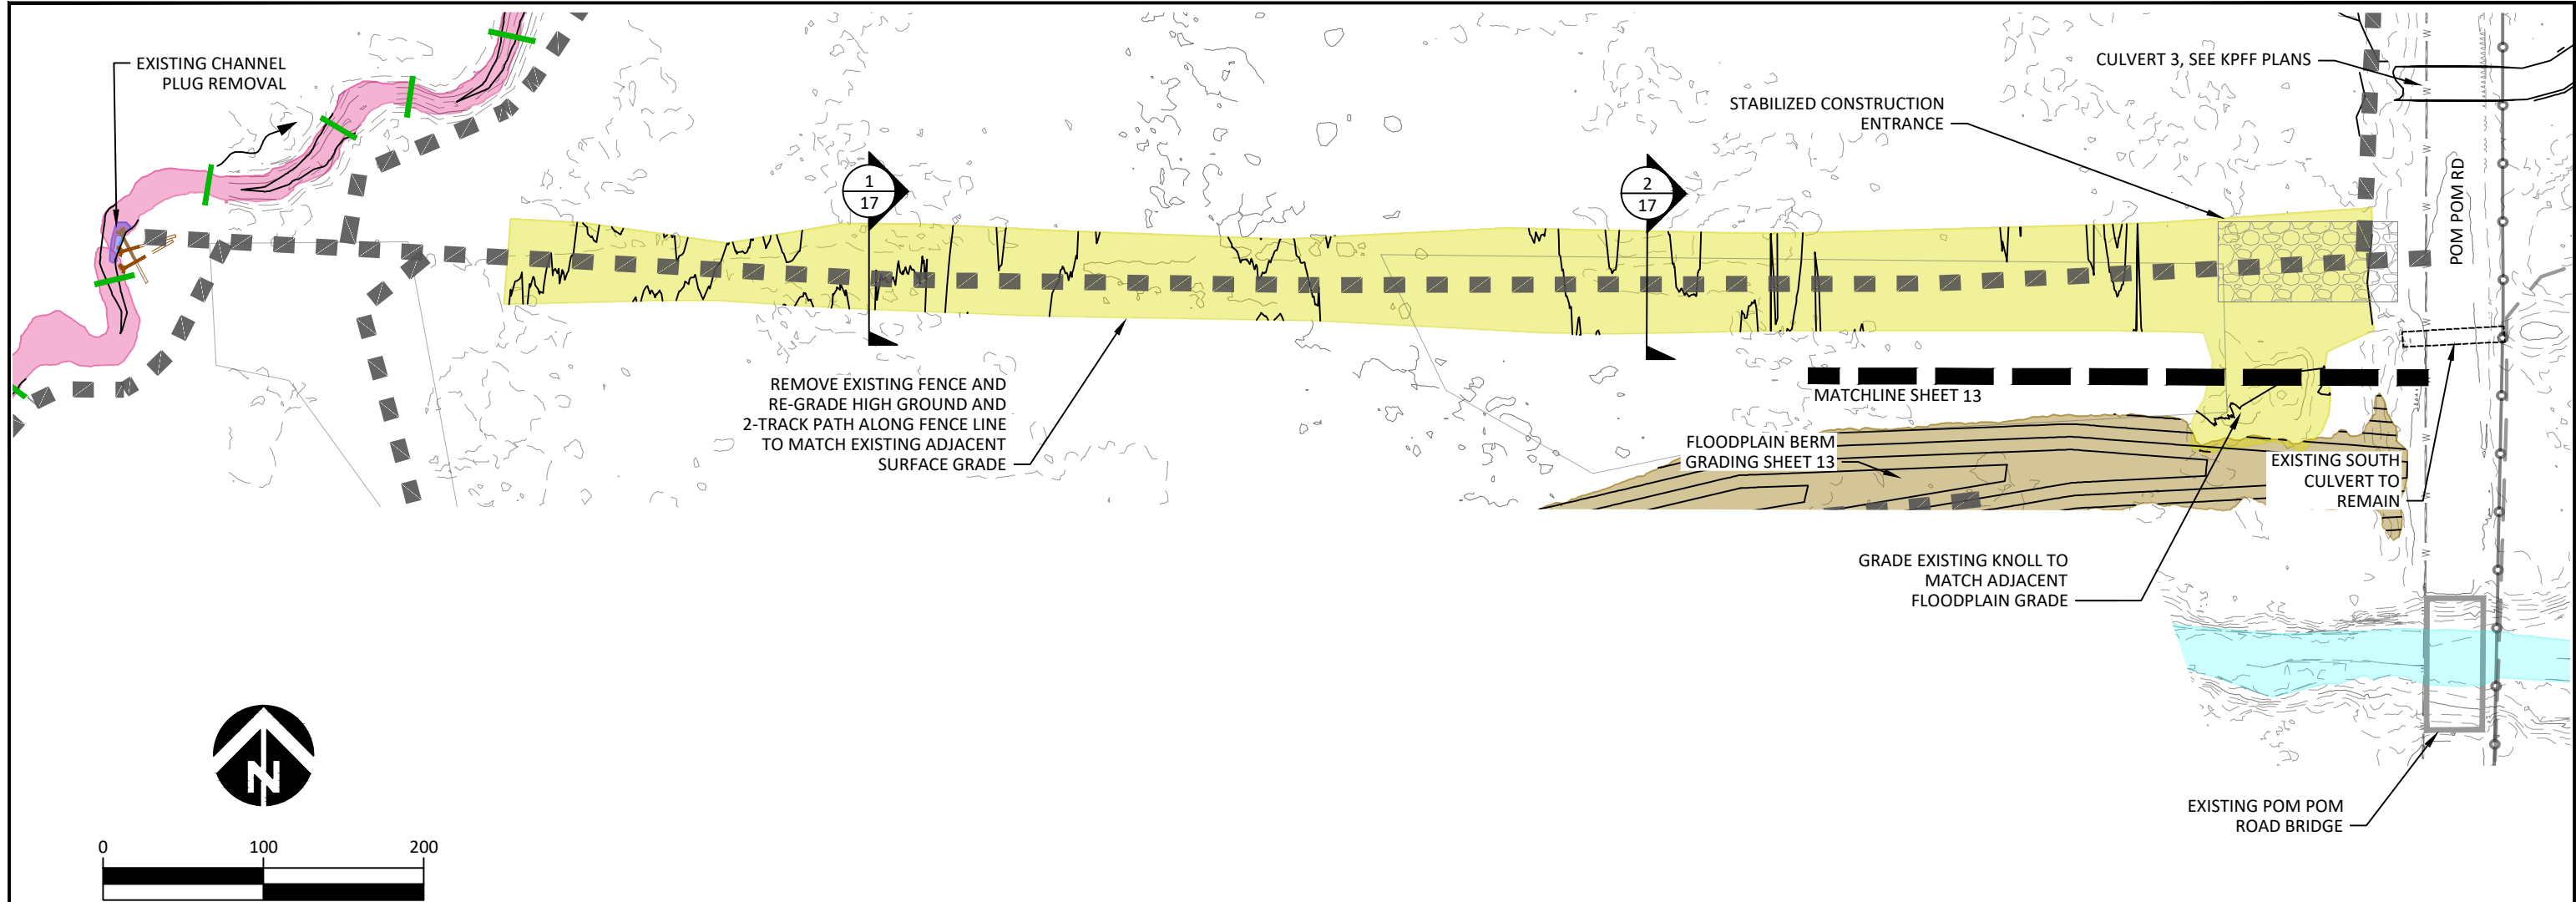 EXISTING CHANNEL
PLUG REMOVAL
CULVERT 3, SEE KPFF PLANS
STABILIZED CONSTRUCTION
ENTRANCE
POM POM RD
1
17
2
17
REMOVE EXISTING FENCE AND
RE-GRADE HIGH GROUND AND
2-TRACK PATH ALONG FENCE LINE
TO MATCH EXISTING ADJACENT
SURFACE GRADE
MATCHLINE SHEET 13
FLOODPLAIN BERM
GRADING SHEET 13
EXISTING SOUTH
CULVERT TO
REMAIN
GRADE EXISTING KNOLL TO
MATCH ADJACENT
FLOODPLAIN GRADE
EXISTING POM POM
ROAD BRIDGE
N
0 100 200